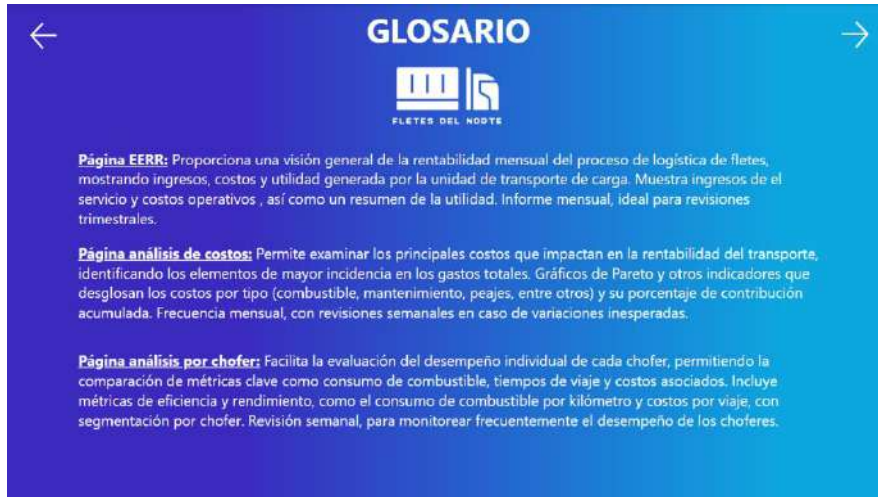 GLOSARIO
FLETES DEL NORTE
Página EERR: Proporciona una visión general de la rentabilidad mensual del proceso de logística de fletes,
mostrando ingresos, costos y utilidad generada por la unidad de transporte de carga. Muestra ingresos de el
servicio y costos operativos , así como un resumen de la utilidad. Informe mensual, ideal para revisiones
trimestrales.
Página análisis de costos: Permite examinar los principales costos que impactan en la rentabilidad del transporte,
identificando los elementos de mayor incidencia en los gastos totales. Gráficos de Pareto y otros indicadores que
desglosan los costos por tipo (combustible, mantenimiento, peajes, entre otros) y su porcentaje de contribución
acumulada. Frecuencia mensual, con revisiones semanales en caso de variaciones inesperadas.
Página análisis por chofer: Facilita la evaluación del desempeño individual de cada chofer, permitiendo la
comparación de métricas clave como consumo de combustible, tiempos de viaje y costos asociados. Incluye
métricas de eficiencia y rendimiento, como el consumo de combustible por kilómetro y costos por viaje, con
segmentación por chofer. Revisión semanal, para monitorear frecuentemente el desempeño de los choferes.